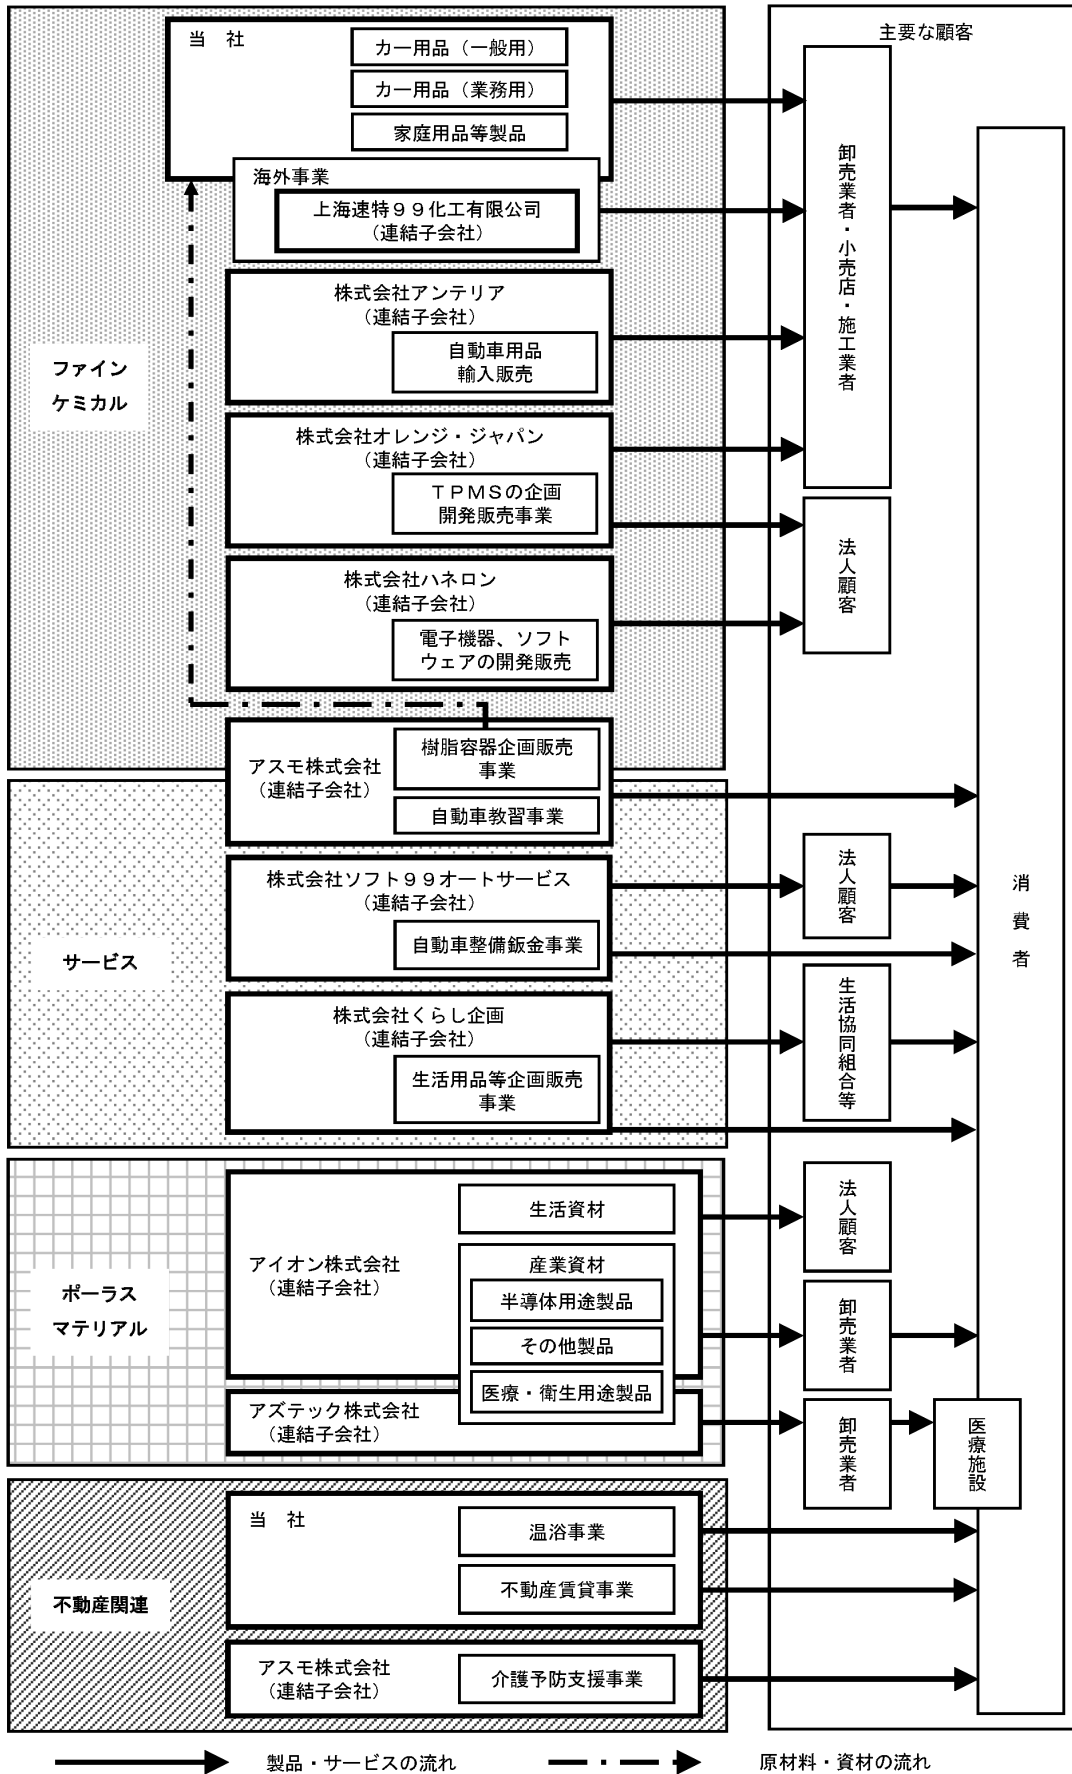 当　社
カー用品（一般用）
カー用品（業務用）
家庭用品等製品
海外事業
上海速特９９化工有限公司
（連結子会社）
株式会社アンテリア
（連結子会社）
自動車用品
輸入販売
ファイン
ケミカル
株式会社オレンジ・ジャパン
（連結子会社）
ＴＰＭＳの企画
開発販売事業
株式会社ハネロン
（連結子会社）
電子機器、ソフト
ウェアの開発販売
アスモ株式会社
（連結子会社）
樹脂容器企画販売
事業
自動車教習事業
株式会社ソフト９９オートサービス
（連結子会社）
自動車整備鈑金事業
サービス
株式会社くらし企画
（連結子会社）
生活用品等企画販売
事業
ポーラス
マテリアル
アイオン株式会社
（連結子会社）
生活資材
産業資材
半導体用途製品
その他製品
医療・衛生用途製品
アズテック株式会社
（連結子会社）
不動産関連
当　社
温浴事業
不動産賃貸事業
アスモ株式会社
（連結子会社）
介護予防支援事業
主要な顧客
卸売業者・小売店・施工業者
法人顧客
法人顧客
生活協同組合等
法人顧客
卸売業者
卸売業者
医療施設
消費者
製品・サービスの流れ
原材料・資材の流れ